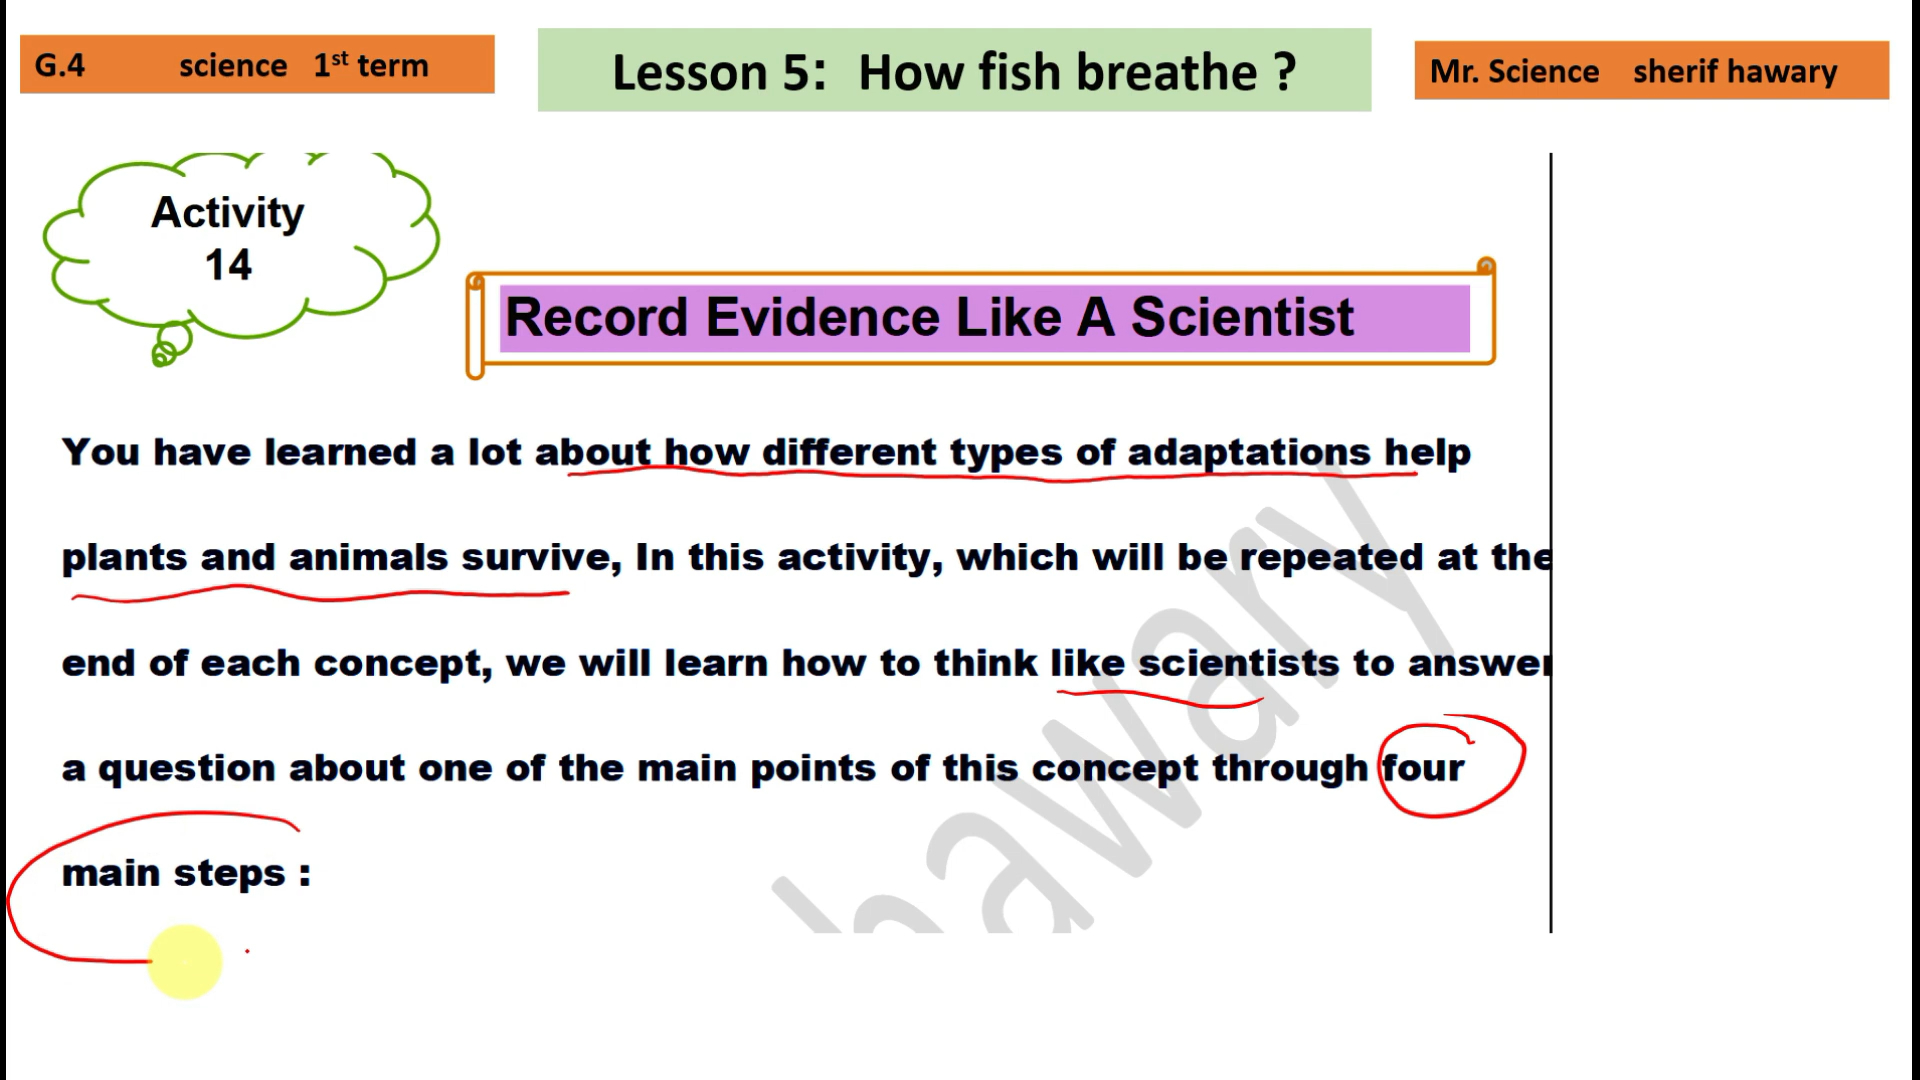 G.4 science 1st term
Lesson 5: How fish breathe ?
Mr. Science sherif hawary
Activity
14
Record Evidence Like A Scientist
You have learned a lot about how different types of adaptations help
plants and animals survive, In this activity, which will be repeated at the
end of each concept, we will learn how to think like scientists to answer
a question about one of the main points of this concept through four
main steps :
hawary